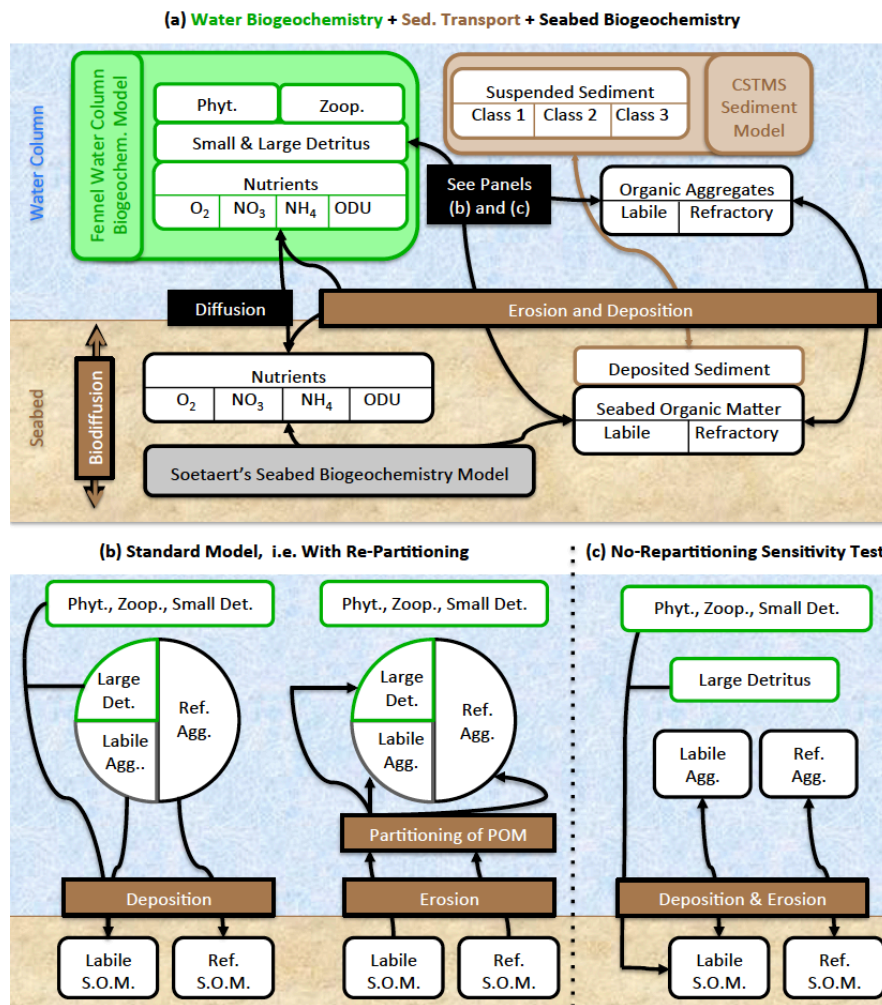 (a) Water Biogeochemistry + Sed. Transport + Seabed Biogeochemistry
Water Column
Fennel Water Column
Biogeochem. Model
Phyt.
Zoop.
Small & Large Detritus
Nutrients
O2
NO3
NH4
ODU
Suspended Sediment
Class 1
Class 2
Class 3
CSTMS
Sediment
Model
See Panels
(b) and (c)
Organic Aggregates
Labile
Refractory
Diffusion
Erosion and Deposition
Seabed
Biodiffusion
Nutrients
O2
NO3
NH4
ODU
Deposited Sediment
Seabed Organic Matter
Labile
Refractory
Soetaert's Seabed Biogeochemistry Model
(b) Standard Model, i.e. With Re-Partitioning
Phyt., Zoop., Small Det.
Large
Det.
Ref.
Agg.
Labile
Agg..
Deposition
Labile
S.O.M.
Ref.
S.O.M.
Phyt., Zoop., Small Det.
Large
Det.
Ref.
Agg.
Labile
Agg.
Partitioning of POM
Erosion
Labile
S.O.M.
Ref.
S.O.M.
(c) No-Repartitioning Sensitivity Test
Phyt., Zoop., Small Det.
Large Detritus
Labile
Agg.
Ref.
Agg.
Deposition & Erosion
Labile
S.O.M.
Ref.
S.O.M.